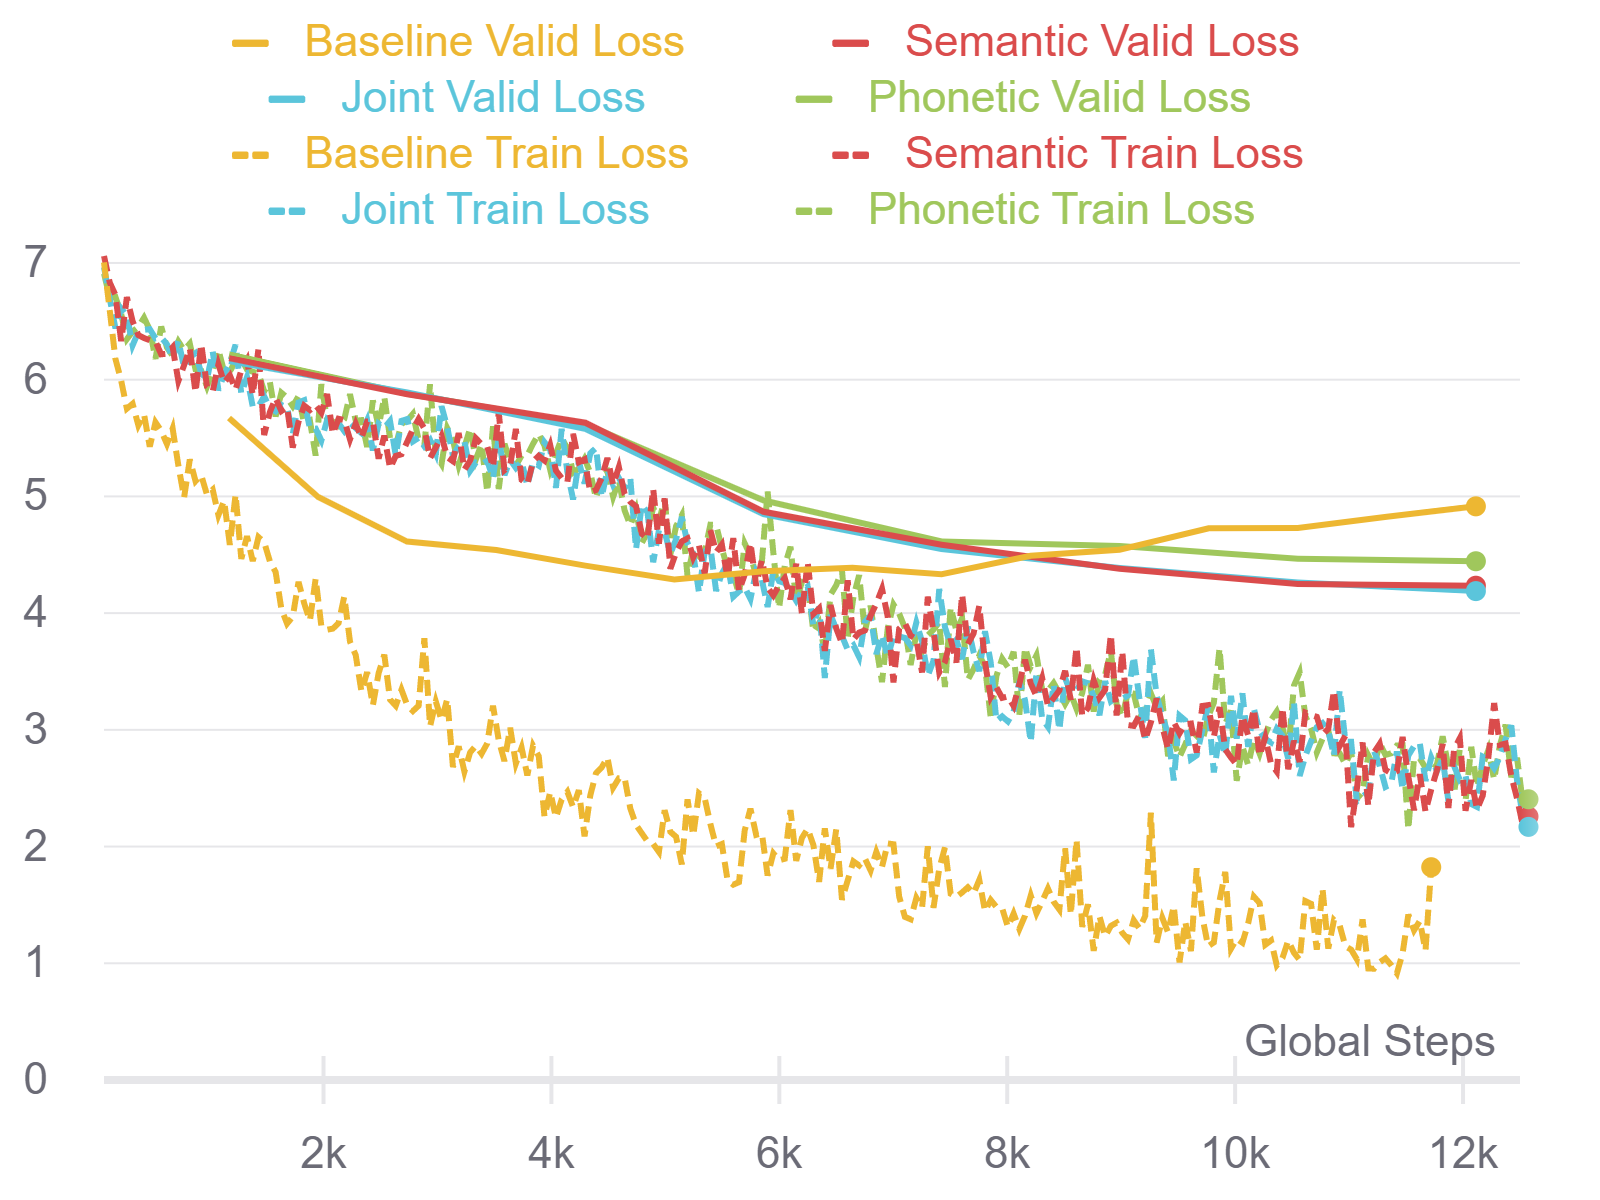 Baseline Valid Loss Semantic Valid Loss
Joint Valid Loss Phonetic Valid Loss
Baseline Train Loss Semantic Train Loss
Joint Train Loss Phonetic Train Loss
7
6
5
4
3
2
1
0
Global Steps
2k 4k 6k 8k 10k 12k